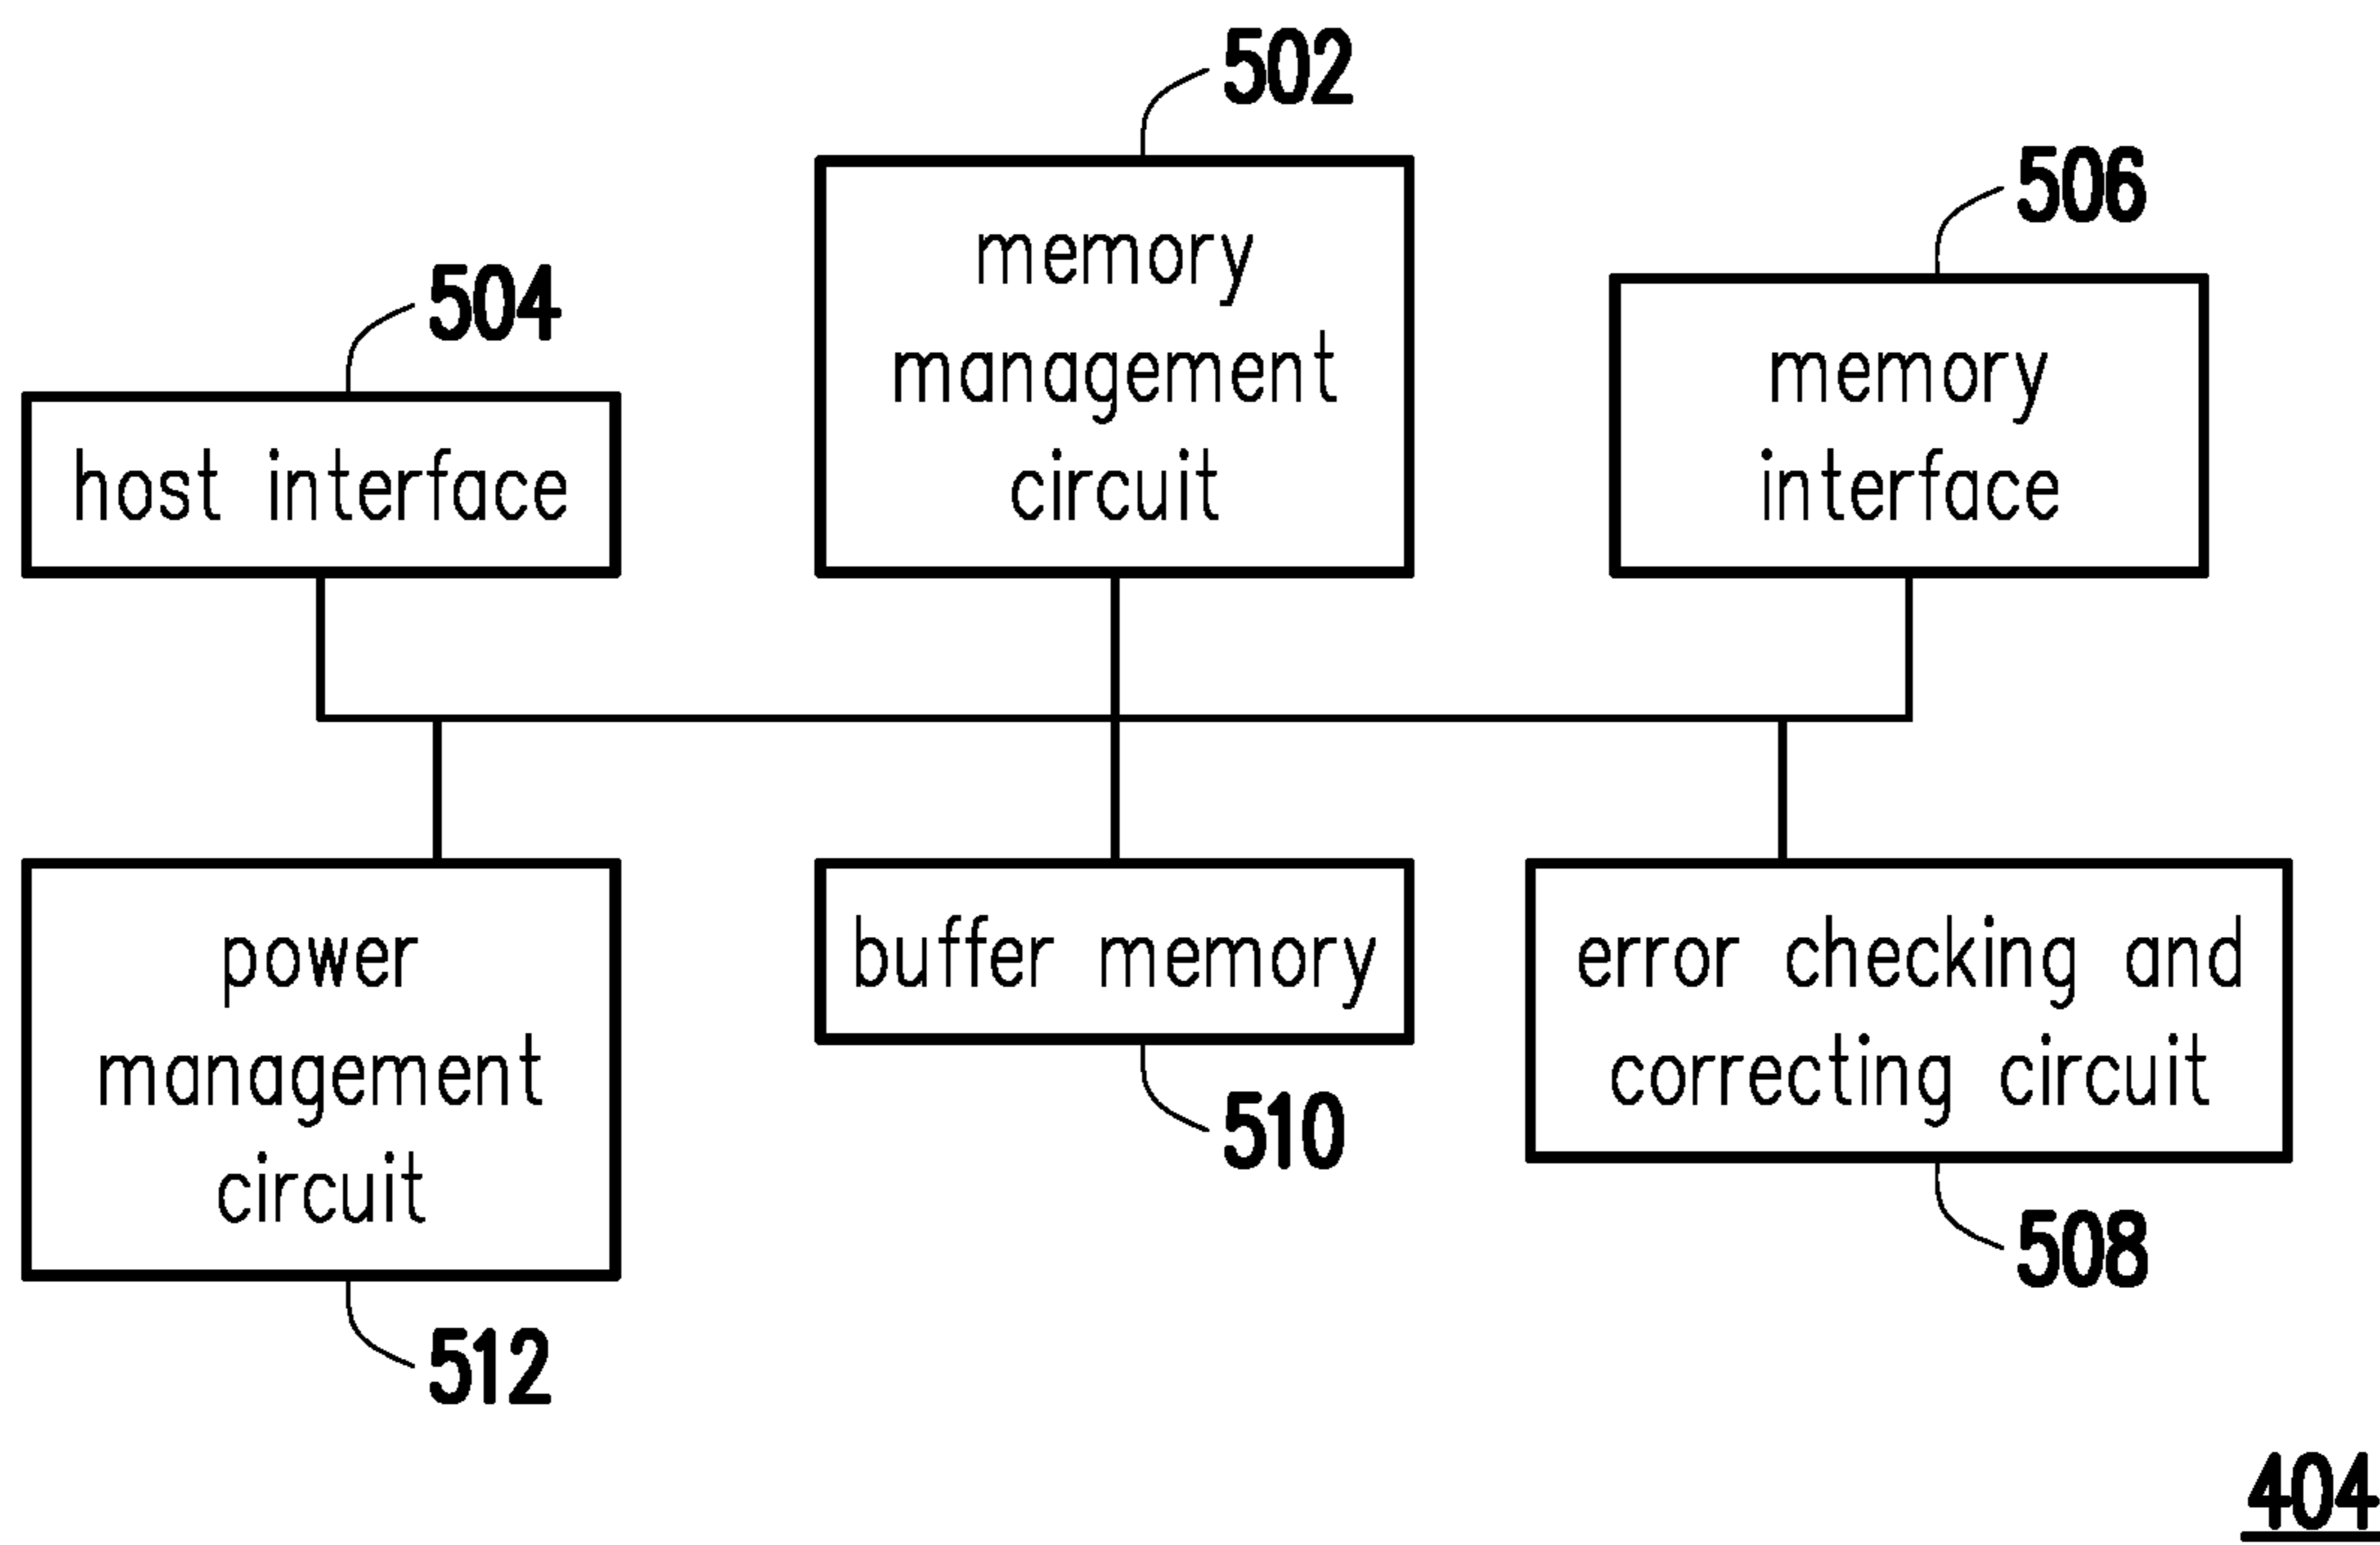 502
memory
management
circuit
506
memory
interface
504
host interface
power
management
circuit
512
buffer memory
510
error checking and
correcting circuit
508
404